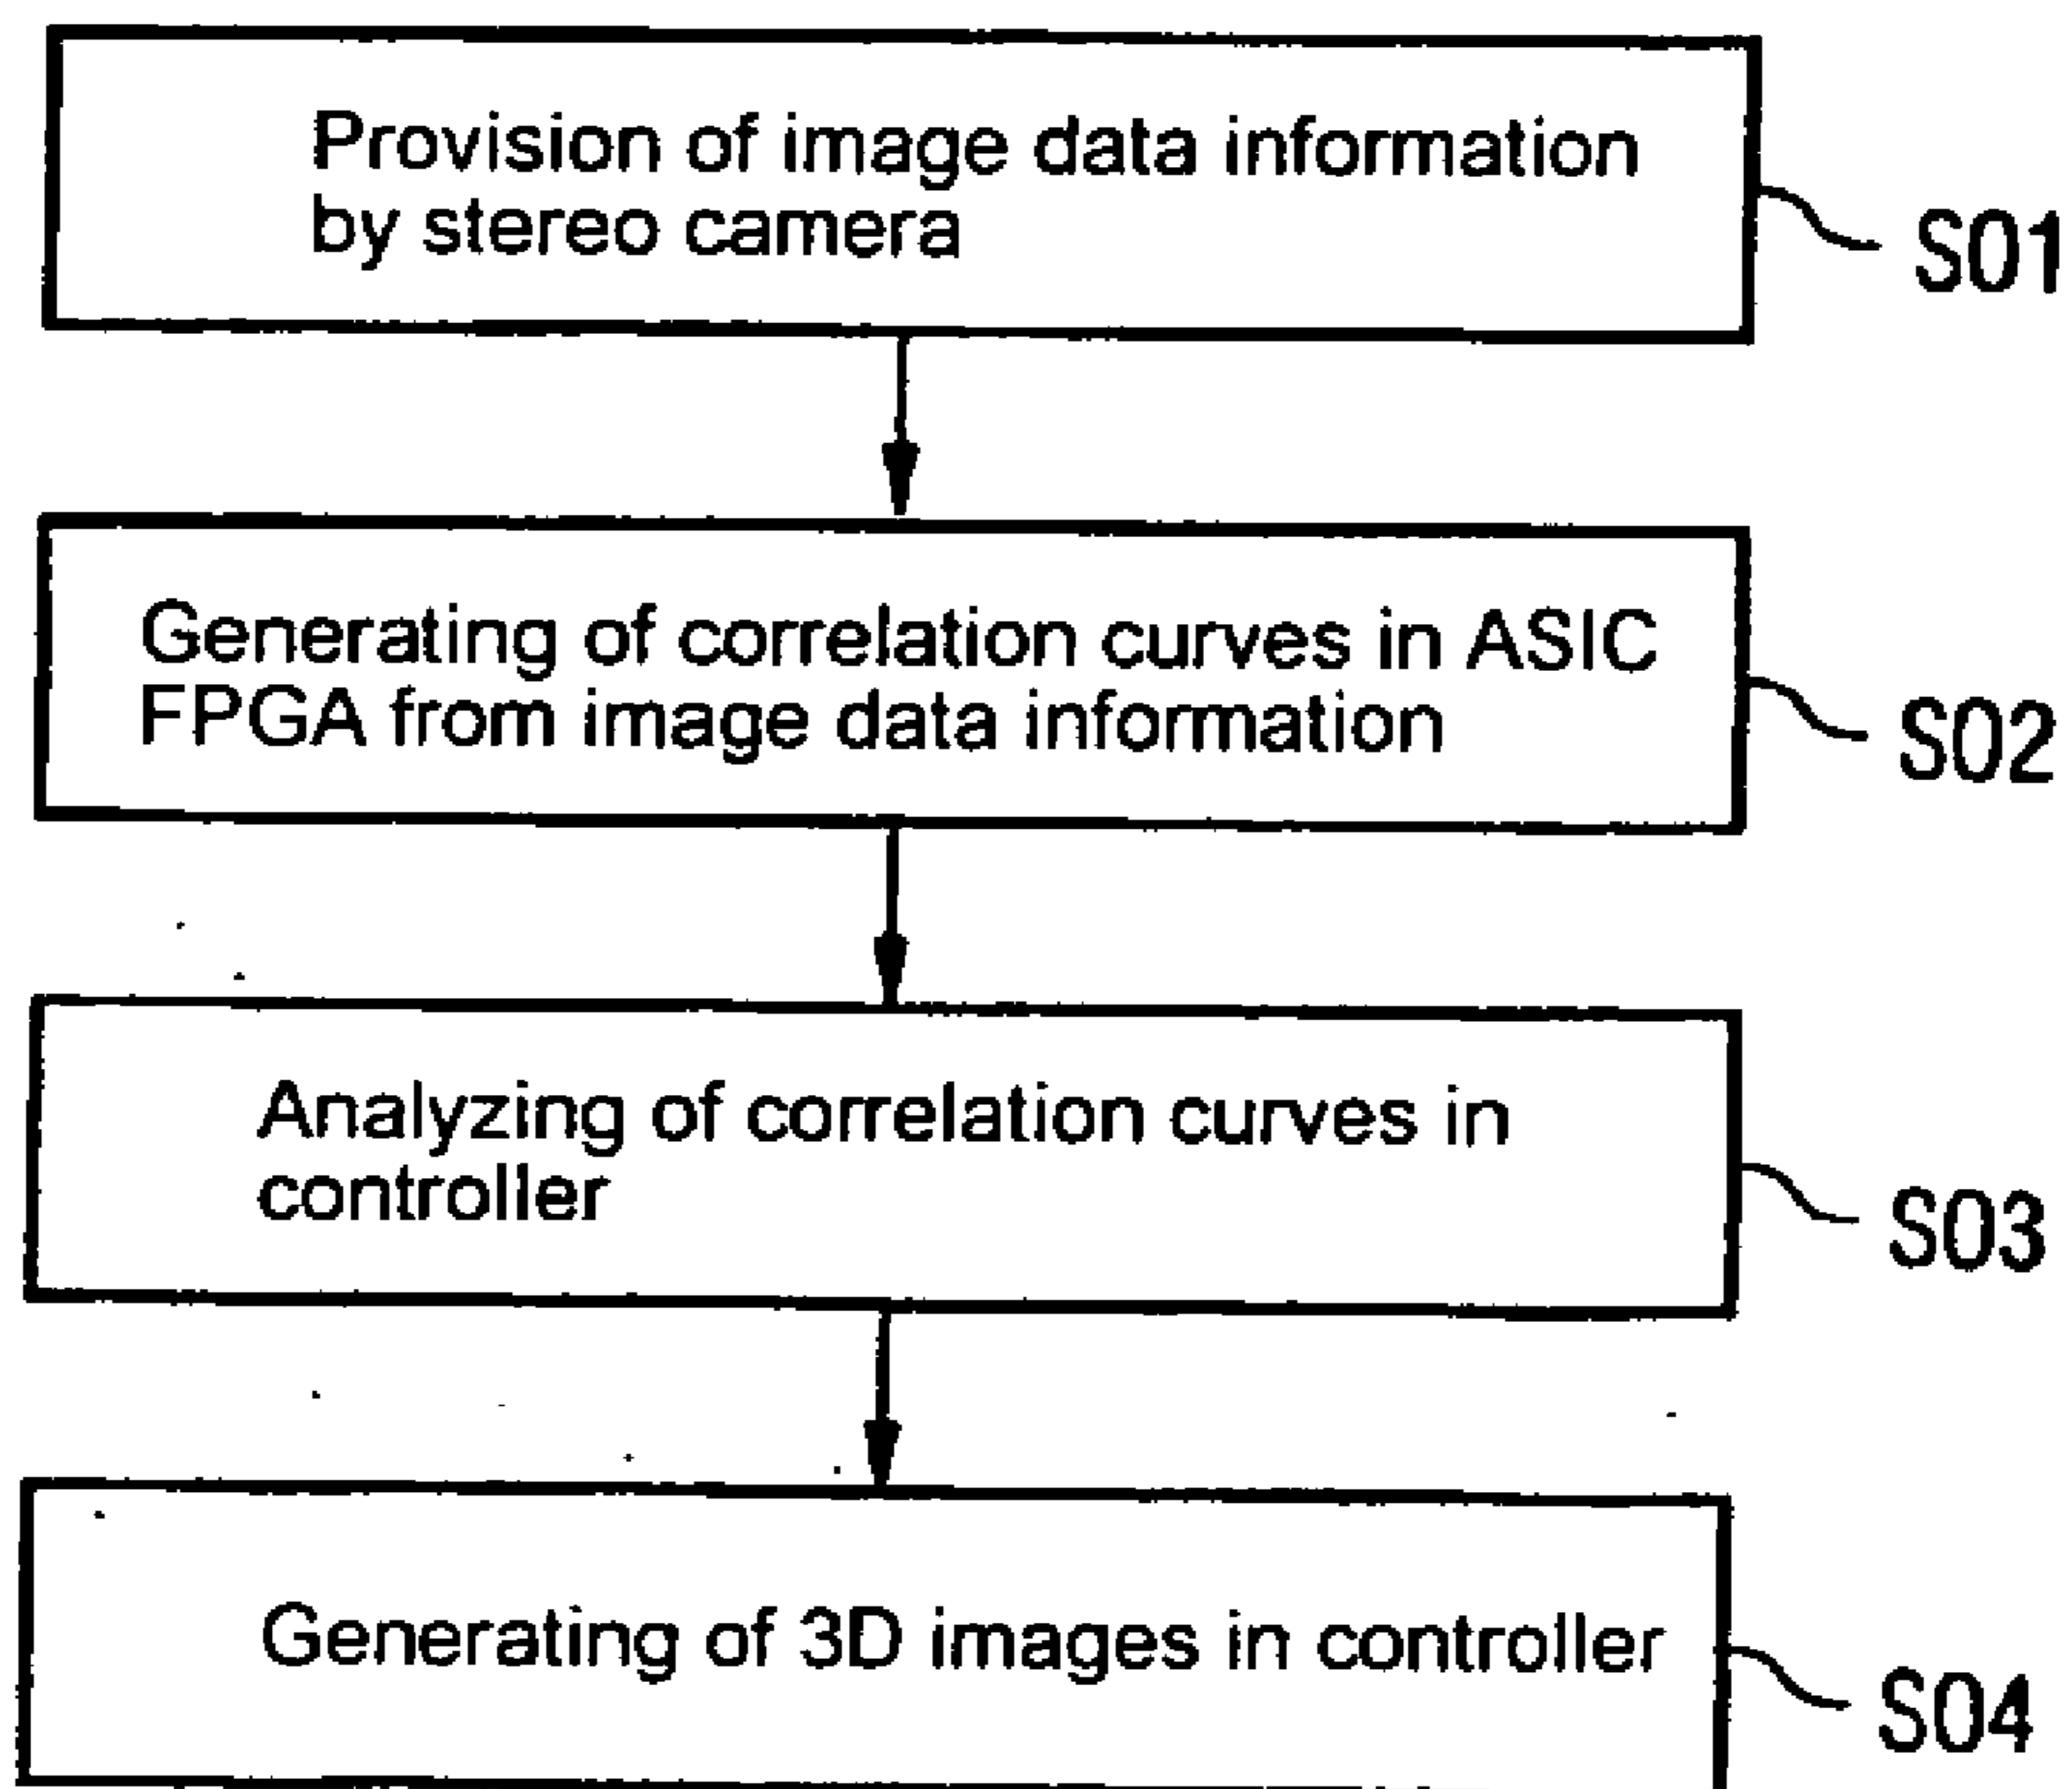 Provision of image data information
by stereo camera
S01
Generating of correlation curves in ASIC
FPGA from image data information
S02
Analyzing of correlation curves in
controller
S03
Generating of 3D images in controller
S04